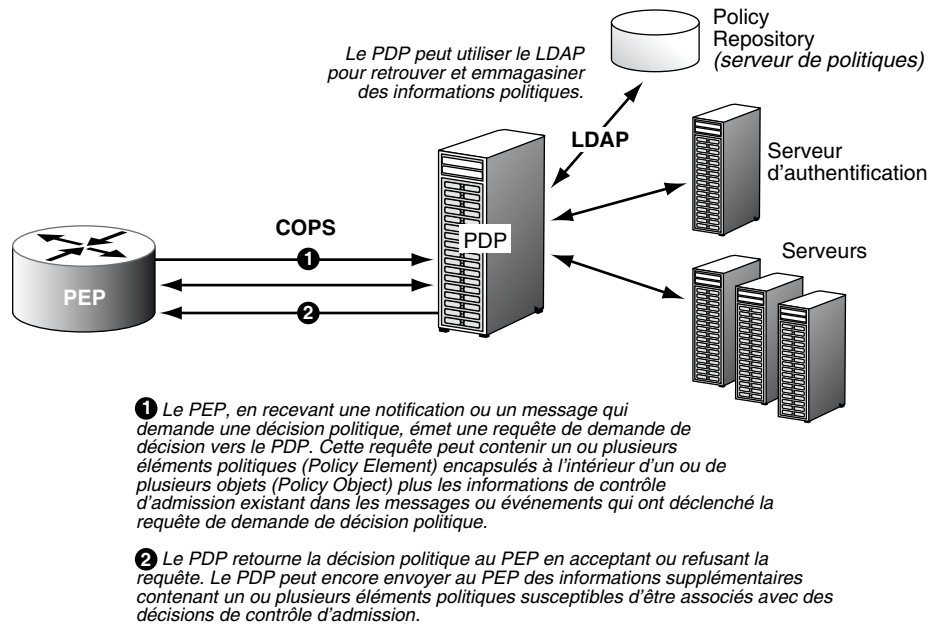 Policy
Repository
(serveur de politiques)
Le PDP peut utiliser le LDAP
pour retrouver et emmagasiner
des informations politiques.
LDAP
Serveur
d'authentification
COPS
PDP
Serveurs
1
PEP
2
1 Le PEP, en recevant une notification ou un message qui
demande une décision politique, émet une requête de demande de
décision vers le PDP. Cette requête peut contenir un ou plusieurs
éléments politiques (Policy Element) encapsulés à l'intérieur d'un ou de
plusieurs objets (Policy Object) plus les informations de contrôle
d'admission existant dans les messages ou événements qui ont déclenché la
requête de demande de décision politique.
2 Le PDP retourne la décision politique au PEP en acceptant ou refusant la
requête. Le PDP peut encore envoyer au PEP des informations supplémentaires
contenant un ou plusieurs éléments politiques susceptibles d'être associés avec des
décisions de contrôle d'admission.